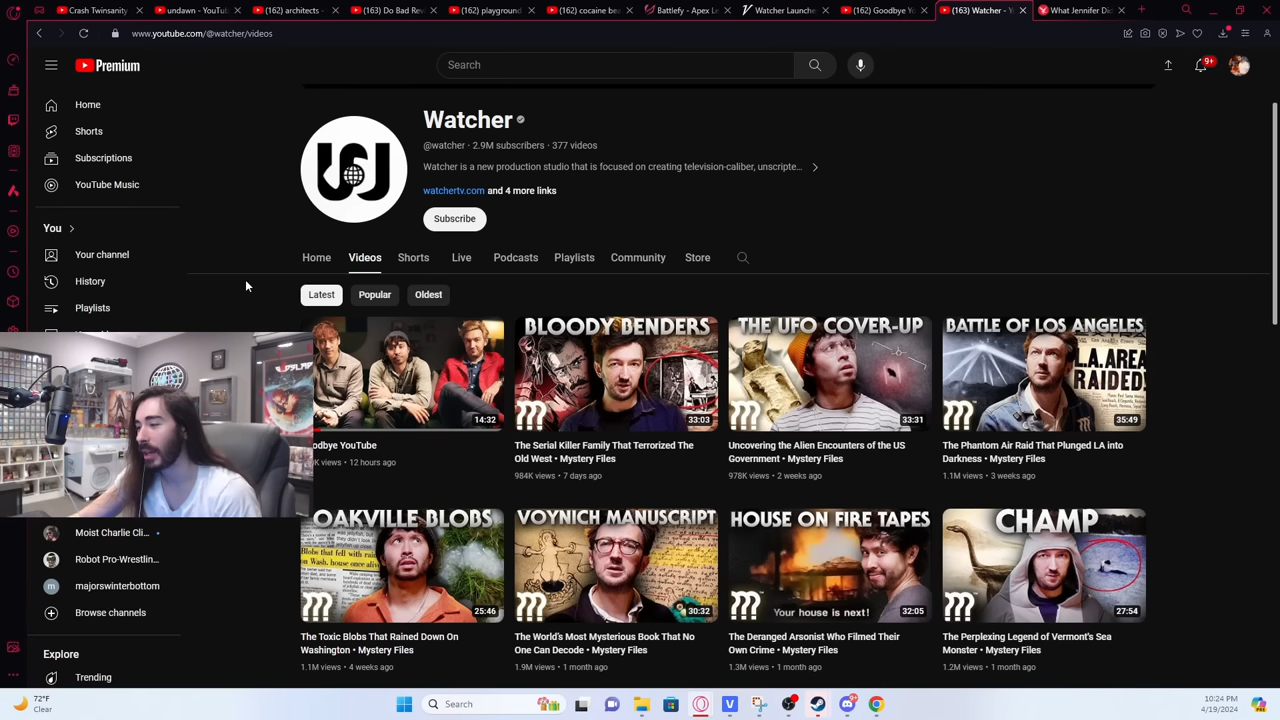 Crash Twinsanity
undawn - YouTu
(162) architects -
(163) Do Bad Re
(162) playground
(162) cocaine be
Battlefy - Apex L
Watcher Launche
(162) Goodbye Y
(163) Watcher - Y
What Jennifer Di
www.youtube.com/@watcher/videos
Premium
Search
9+
Home
Shorts
Subscriptions
YouTube Music
You
Your channel
History
Playlists
Watcher
@watcher · 2.9M subscribers · 377 videos
Watcher is a new production studio that is focused on creating television-caliber, unscripte...
watchertv.com and 4 more links
Subscribe
Home Videos Shorts Live Podcasts Playlists Community Store
Latest Popular Oldest
14:32
BLOODY BENDERS
33:03
THE UFO COVER-UP
33:31
BATTLE OF LOS ANGELES
L.A. AREA
RAIDED!
35:49
odbye YouTube
K views • 12 hours ago
The Serial Killer Family That Terrorized The
Old West • Mystery Files
984K views • 7 days ago
Uncovering the Alien Encounters of the US
Government • Mystery Files
978K views • 2 weeks ago
The Phantom Air Raid That Plunged LA into
Darkness • Mystery Files
1.1M views • 3 weeks ago
OAKVILLE BLOBS
25:46
VOYNICH MANUSCRIPT
30:32
HOUSE ON FIRE TAPES
Your house is next!
32:05
CHAMP
27:54
The Toxic Blobs That Rained Down On
Washington • Mystery Files
1.1M views • 4 weeks ago
The World's Most Mysterious Book That No
One Can Decode • Mystery Files
1.9M views • 1 month ago
The Deranged Arsonist Who Filmed Their
Own Crime • Mystery Files
1.3M views • 1 month ago
The Perplexing Legend of Vermont's Sea
Monster • Mystery Files
1.2M views • 1 month ago
Moist Charlie Cli...
Robot Pro-Wrestlin...
majorswinterbottom
Browse channels
Explore
Trending
72°F
Clear
Search
10:24 PM
4/19/2024